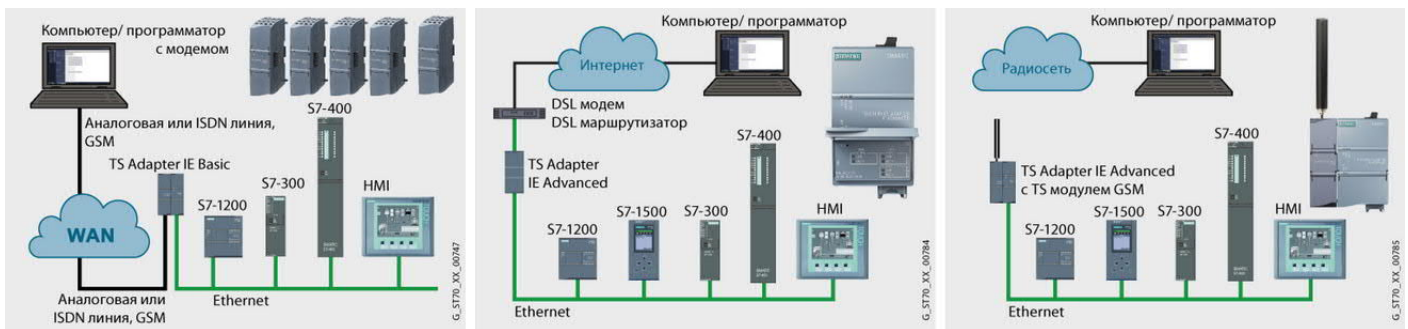 Компьютер/ программатор
с модемом
S7-400
Аналоговая или ISDN линия,
GSM
TS Adapter IE Basic
S7-300
HMI
S7-1200
WAN
Ethernet
Аналоговая или
ISDN линия, GSM
G_ST70_XX_00747
Компьютер/ программатор
Интернет
SIEMENS
DSL модем
DSL маршрутизатор
S7-400
TS Adapter
IE Advanced
HMI
S7-1500
S7-300
S7-1200
Ethernet
G_ST70_XX_00784
Компьютер/ программатор
Радиосеть
S7-400
SIEMENS
TS Adapter IE Advanced
с TS модулем GSM
HMI
S7-1500
S7-300
S7-1200
Ethernet
G_ST70_XX_00785